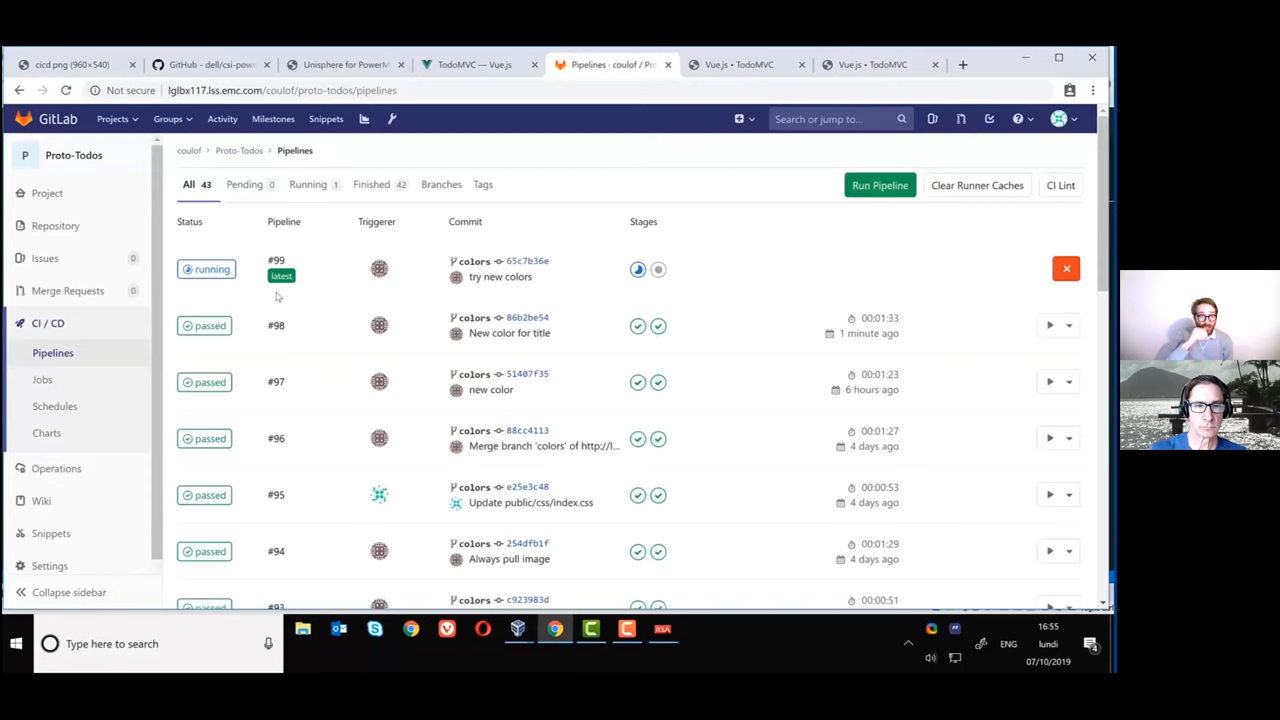 cicd.png (960×540)
GitHub - dell/csi-pow
Unisphere for PowerM
TodoMVC — Vue.js
Pipelines · coulof / Pro
Vue.js • TodoMVC
Vue.js • TodoMVC
Not secure lglbx117.lss.emc.com/coulof/proto-todos/pipelines
GitLab Projects Groups Activity Milestones Snippets Search or jump to...
P Proto-Todos
Project
Repository
Issues 0
Merge Requests 0
CI / CD
Pipelines
Jobs
Schedules
Charts
Operations
Wiki
Snippets
Settings
Collapse sidebar
coulof > Proto-Todos > Pipelines
All 43 Pending 0 Running 1 Finished 42 Branches Tags
Run Pipeline Clear Runner Caches CI Lint
Status Pipeline Triggerer Commit Stages
running #99 latest colors 65c7b36e
try new colors
passed #98 colors 86b2be54 00:01:33
New color for title 1 minute ago
passed #97 colors 51407f35 00:01:23
new color 6 hours ago
passed #96 colors 88cc4113 00:01:27
Merge branch 'colors' of http://l... 4 days ago
passed #95 colors e25e3c48 00:00:53
Update public/css/index.css 4 days ago
passed #94 colors 254dfb1f 00:01:29
Always pull image 4 days ago
passed #93 colors c923983d 00:00:51
Type here to search
RSA
ENG
16:55
lundi
07/10/2019
4